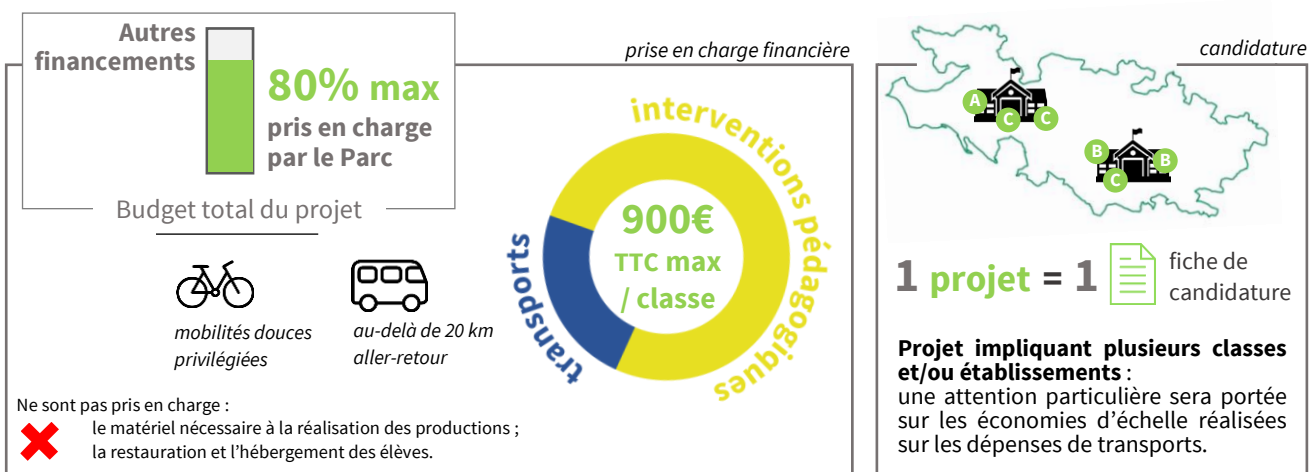 prise en charge financière
Autres
financements
80% max
pris en charge
par le Parc
Budget total du projet
mobilités douces
privilégiées
au-delà de 20 km
aller-retour
interventions pédagogiques
transports
900€
TTC max
/ classe
Ne sont pas pris en charge :
le matériel nécessaire à la réalisation des productions ;
la restauration et l’hébergement des élèves.
candidature
A
C
C
B
B
C
1 projet = 1
fiche de
candidature
Projet impliquant plusieurs classes
et/ou établissements :
une attention particulière sera portée
sur les économies d’échelle réalisées
sur les dépenses de transports.